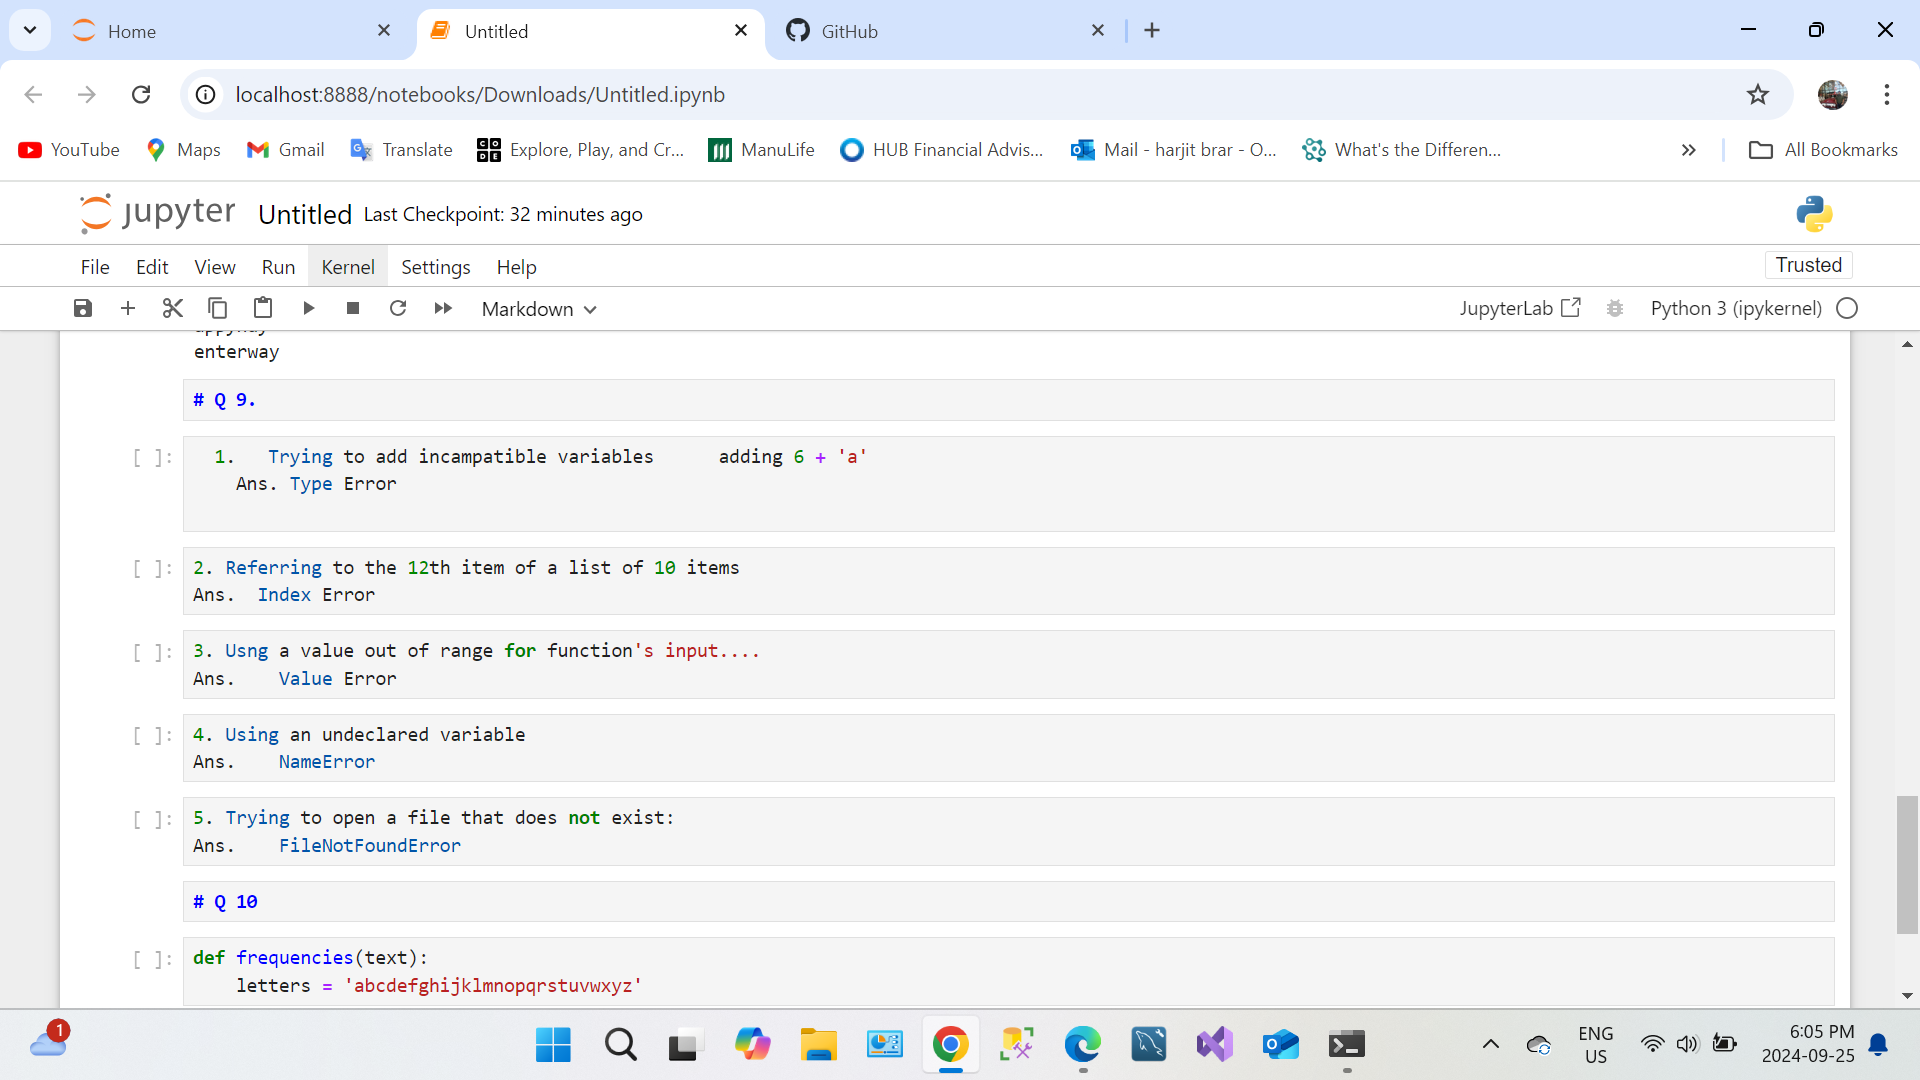 Home
Untitled
GitHub
localhost:8888/notebooks/Downloads/Untitled.ipynb
YouTube
Maps
Gmail
Translate
CODE
Explore, Play, and Cr...
ManuLife
HUB Financial Advis...
Mail - harjit brar - O...
What's the Differen...
All Bookmarks
jupyter Untitled Last Checkpoint: 32 minutes ago
File Edit View Run Kernel Settings Help
Trusted
Markdown
JupyterLab
Python 3 (ipykernel)
enterway
# Q 9.
[ ]: 1. Trying to add incampatible variables adding 6 + 'a'
Ans. Type Error
[ ]: 2. Referring to the 12th item of a list of 10 items
Ans. Index Error
[ ]: 3. Usng a value out of range for function's input....
Ans. Value Error
[ ]: 4. Using an undeclared variable
Ans. NameError
[ ]: 5. Trying to open a file that does not exist:
Ans. FileNotFoundError
# Q 10
[ ]: def frequencies(text):
letters = 'abcdefghijklmnopqrstuvwxyz'
1
ENG
US
6:05 PM
2024-09-25